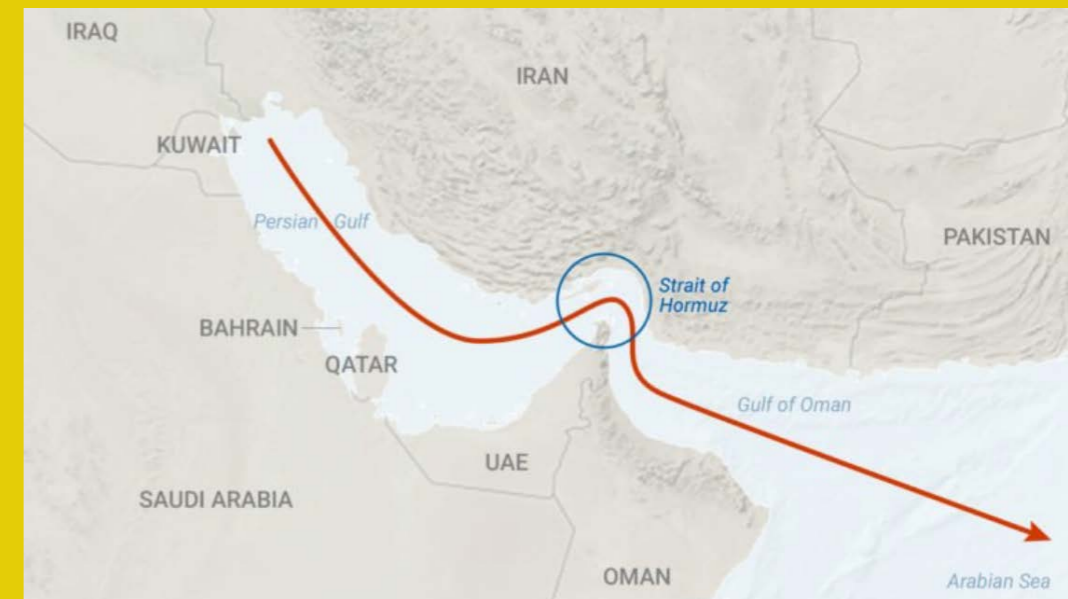 IRAQ
IRAN
KUWAIT
Persian Gulf
PAKISTAN
Strait of
Hormuz
BAHRAIN
QATAR
Gulf of Oman
UAE
SAUDI ARABIA
OMAN
Arabian Sea